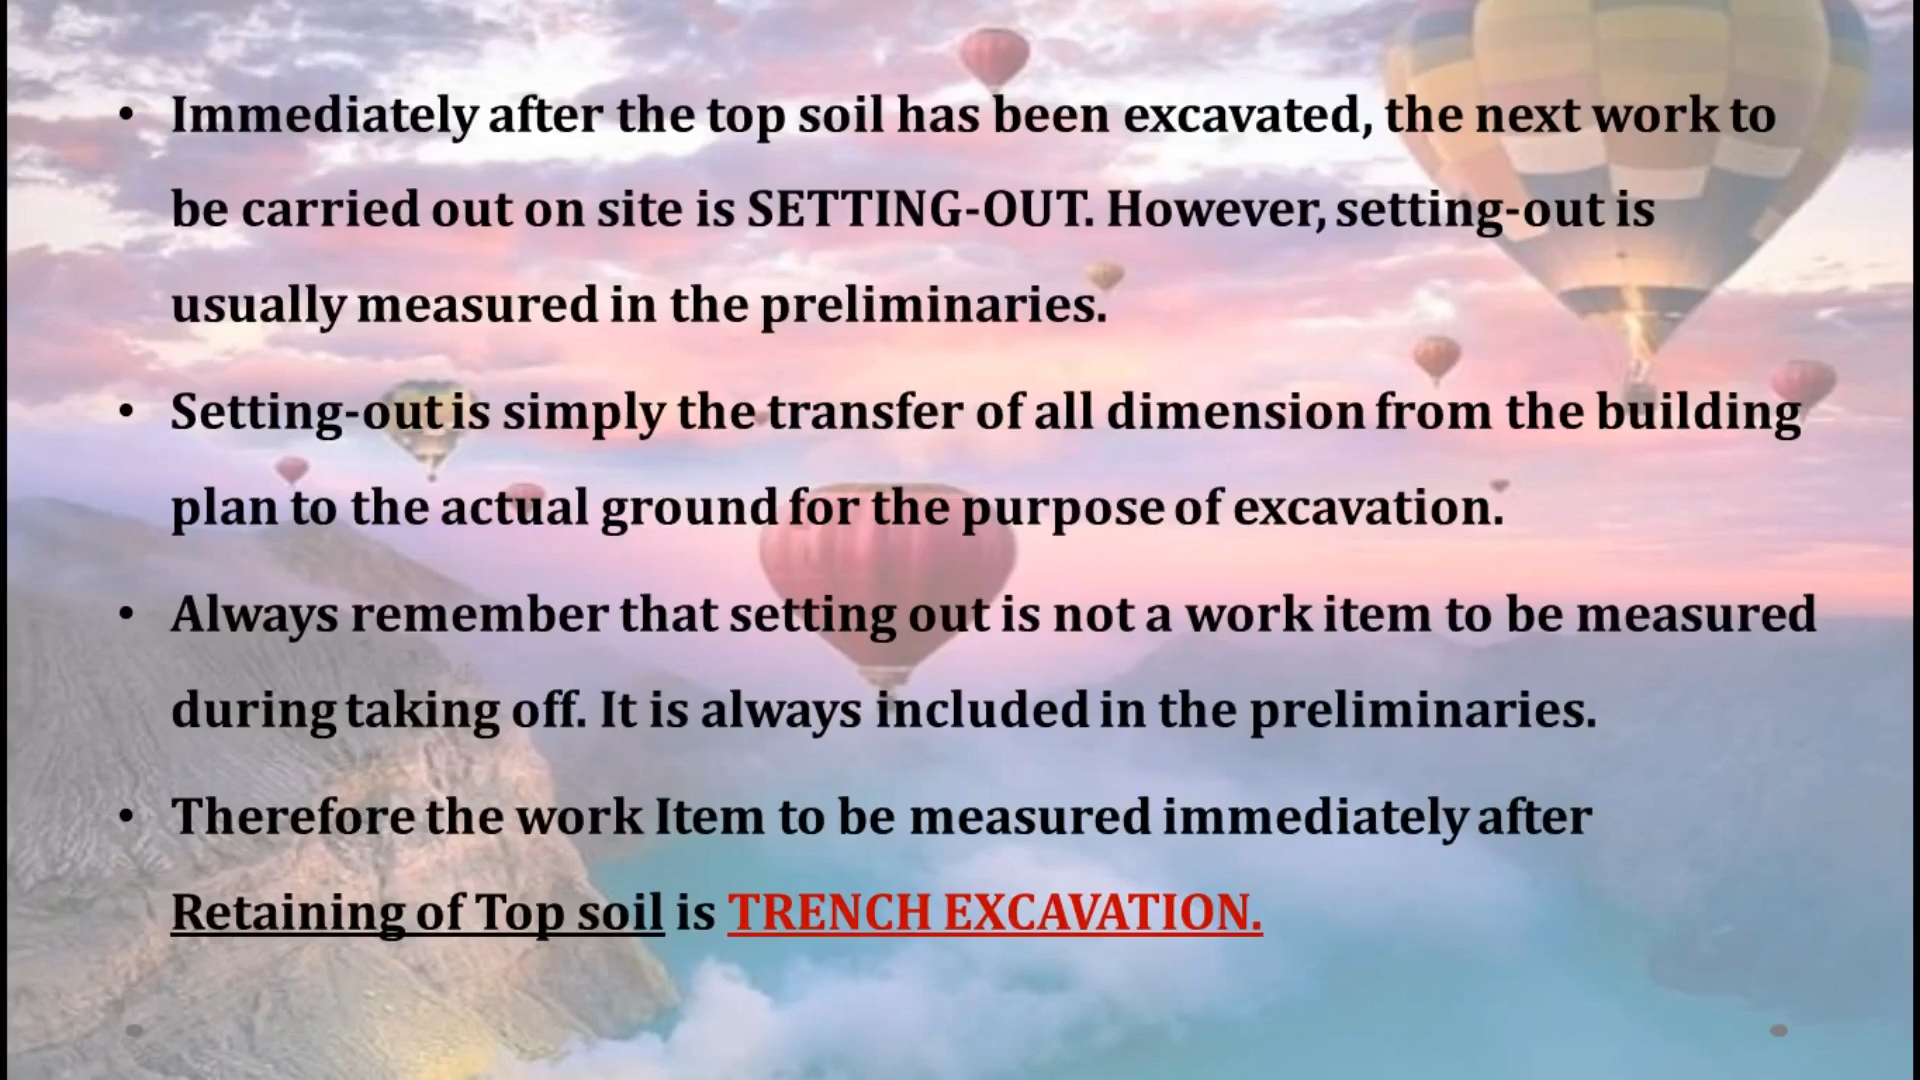 • Immediately after the top soil has been excavated, the next work to
be carried out on site is SETTING-OUT. However, setting-out is
usually measured in the preliminaries.
• Setting-out is simply the transfer of all dimension from the building
plan to the actual ground for the purpose of excavation.
• Always remember that setting out is not a work item to be measured
during taking off. It is always included in the preliminaries.
• Therefore the work Item to be measured immediately after
Retaining of Top soil is TRENCH EXCAVATION.